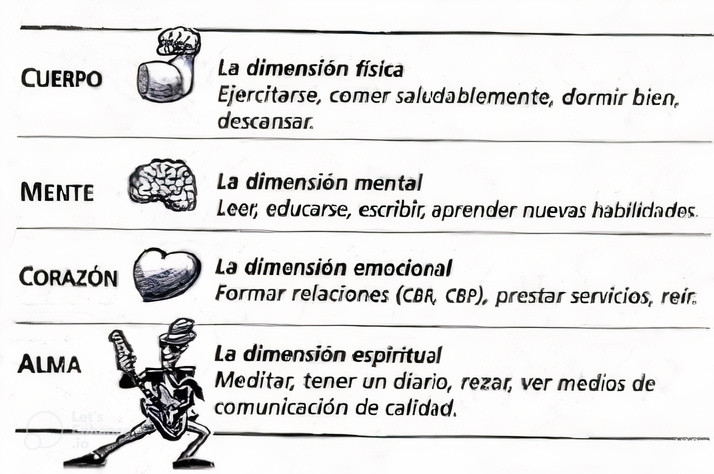 CUERPO
La dimensión física
Ejercitarse, comer saludablemente, dormir bien,
descansar.
MENTE
La dimensión mental
Leer, educarse, escribir, aprender nuevas habilidades.
CORAZÓN
La dimensión emocional
Formar relaciones (CBR, CBP), prestar servicios, reír.
ALMA
La dimensión espiritual
Meditar, tener un diario, rezar, ver medios de
comunicación de calidad.
Let's
.io